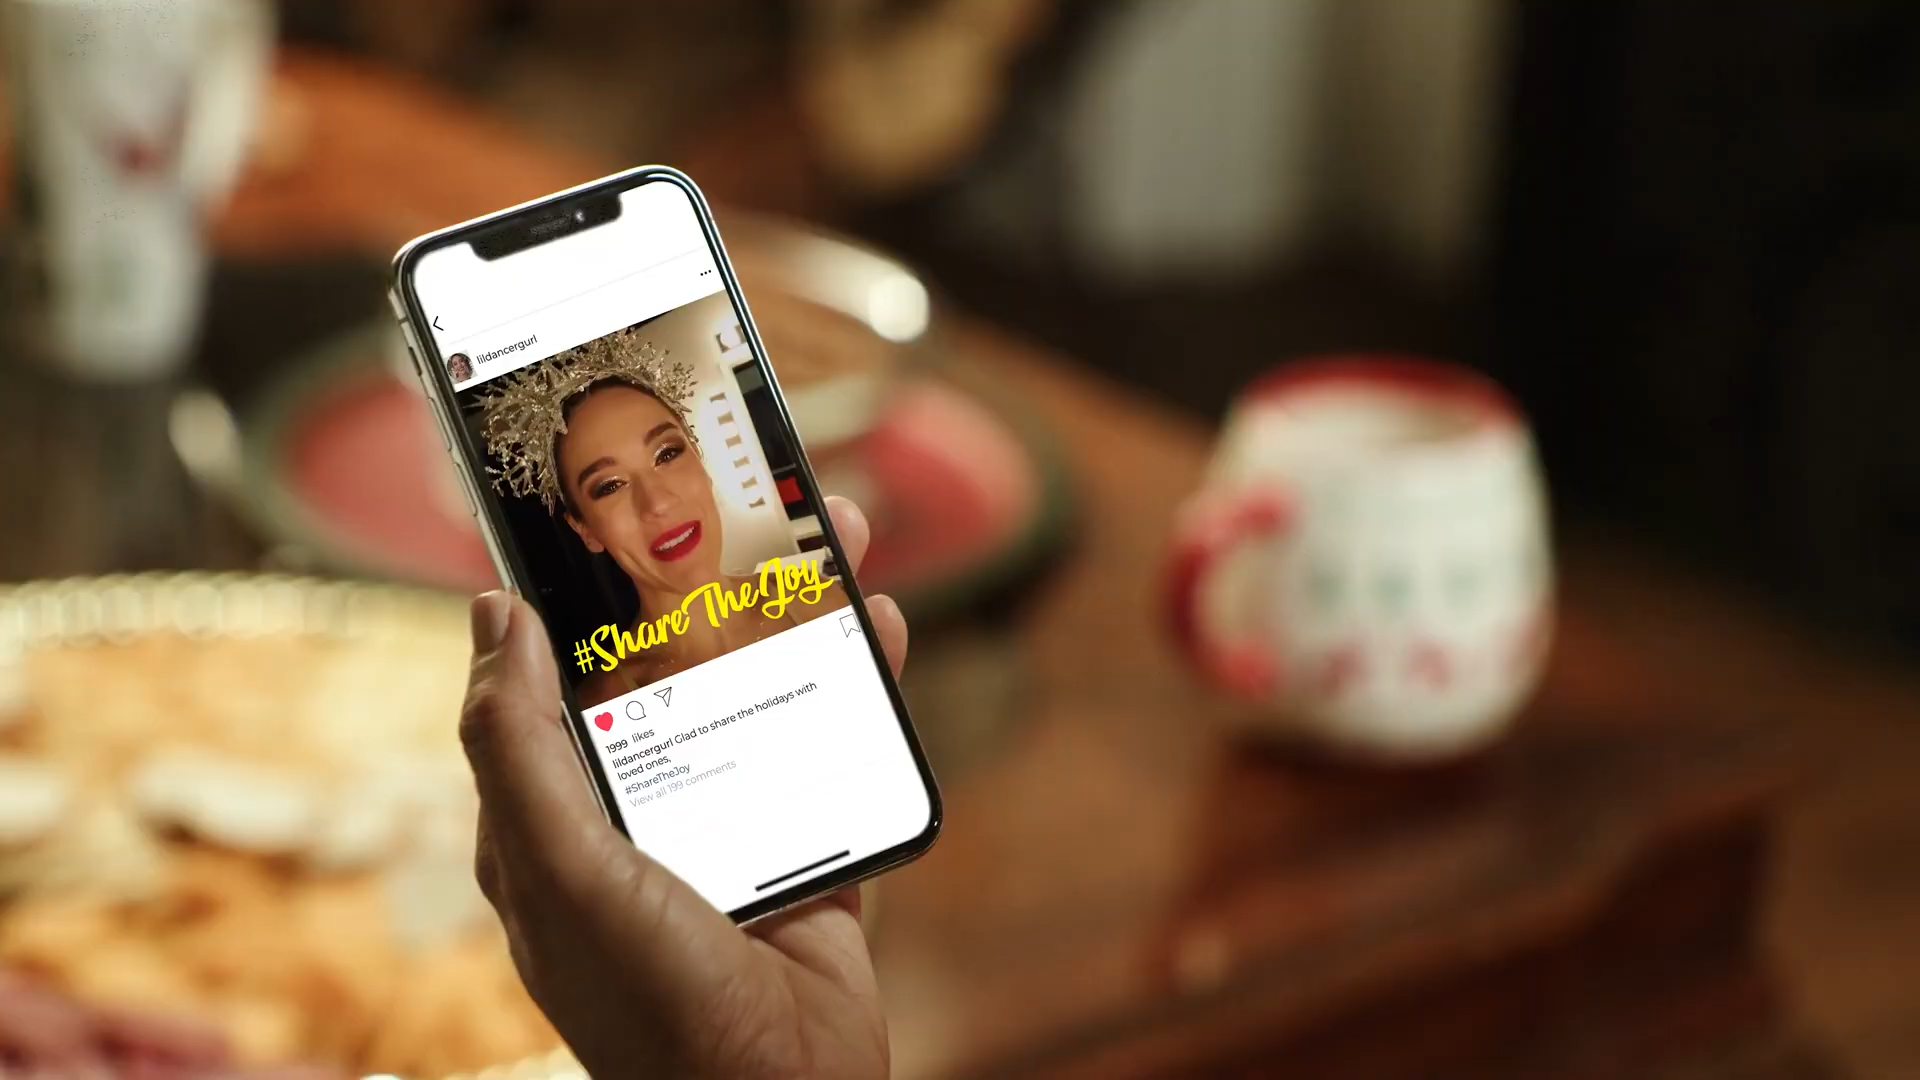 lildancergurl
#ShareTheJoy
1999 likes
lildancergurl Glad to share the holidays with
loved ones,
#ShareTheJoy
View all 199 comments